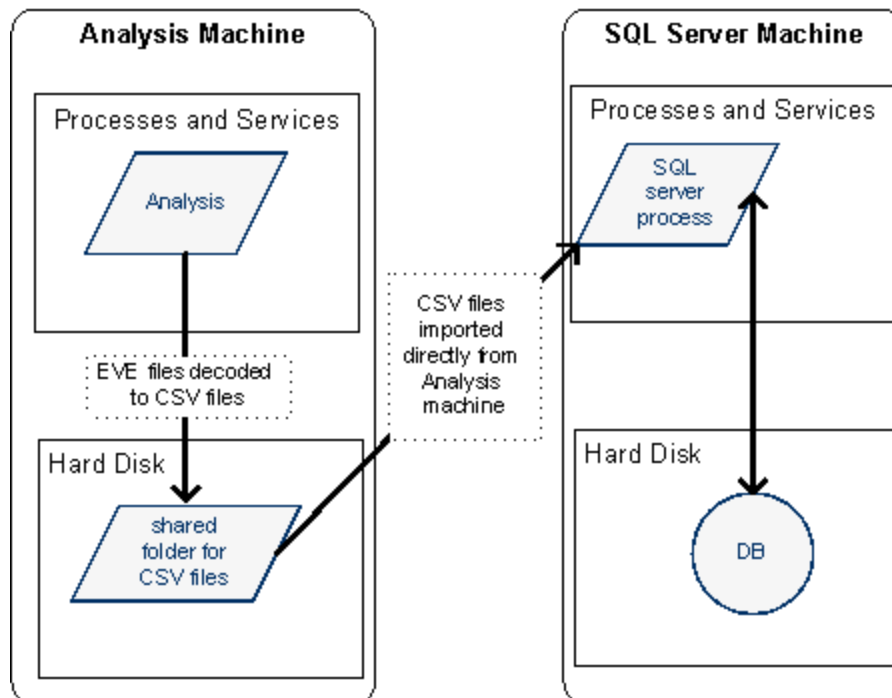 Analysis Machine
Processes and Services
Analysis
EVE files decoded
to CSV files
Hard Disk
shared
folder for
CSV files
CSV files
imported
directly from
Analysis
machine
SQL Server Machine
Processes and Services
SQL
server
process
Hard Disk
DB